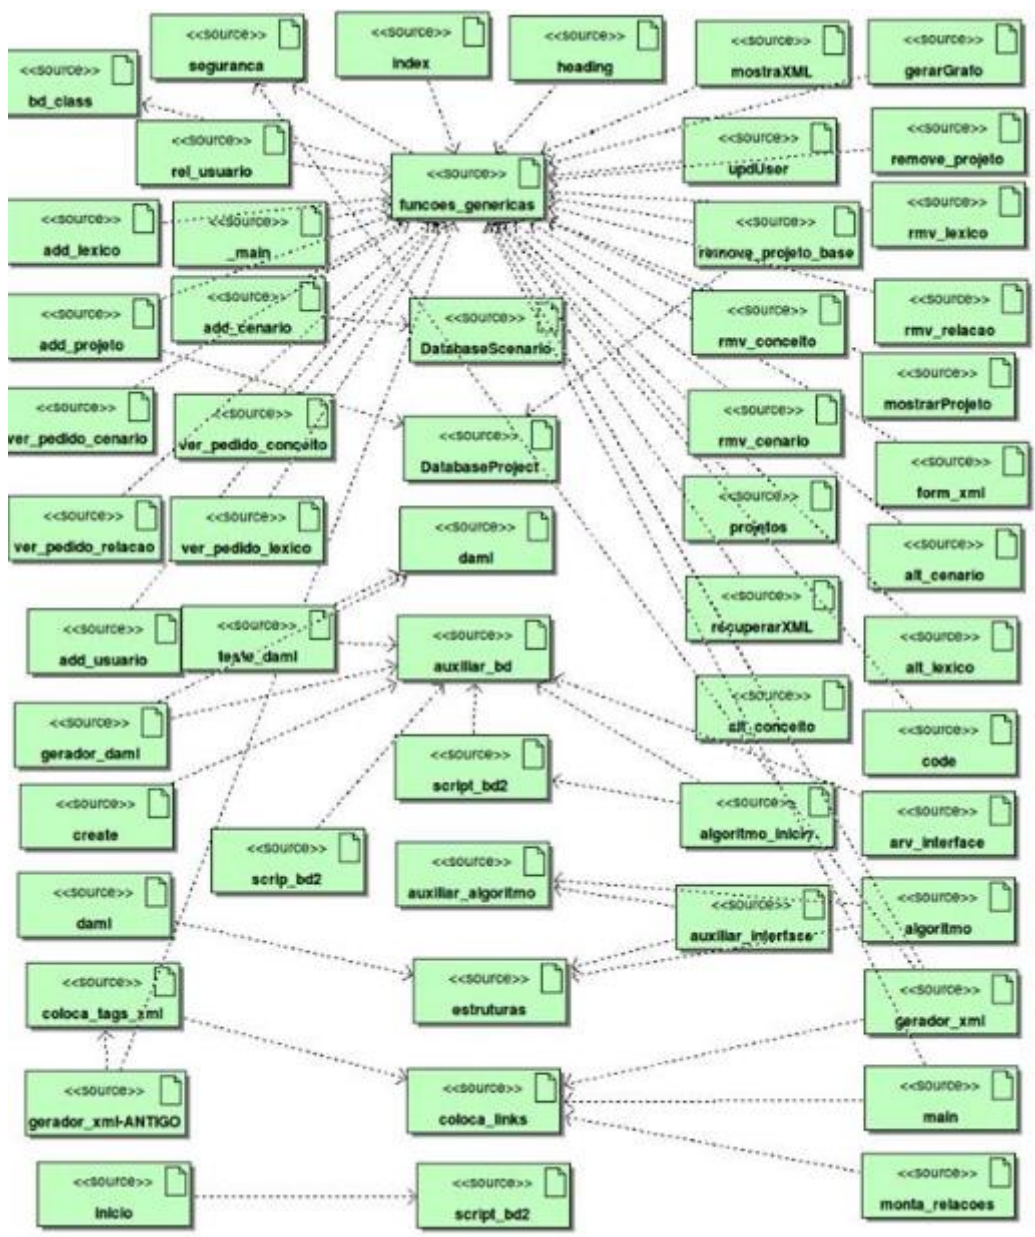 <<source>>
seguranca
<<source>>
index
<<source>>
heading
<<source>>
mostraXML
<<source>>
gerarGrafo
<<source>>
bd_class
<<source>>
rel_usuario
<<source>>
funcoes_genericas
<<source>>
updUser
<<source>>
remove_projeto
<<source>>
add_lexico
<<source>>
_main
<<source>>
remove_projeto_base
<<source>>
rmv_lexico
<<source>>
add_projeto
<<source>>
add_cenario
<<source>>
DatabaseScenario
<<source>>
rmv_conceito
<<source>>
rmv_relacao
<<source>>
mostrarProjeto
<<source>>
ver_pedido_cenario
<<source>>
ver_pedido_conceito
<<source>>
DatabaseProject
<<source>>
rmv_cenario
<<source>>
form_xml
<<source>>
ver_pedido_relacao
<<source>>
ver_pedido_lexico
<<source>>
daml
<<source>>
projetos
<<source>>
alt_cenario
<<source>>
add_usuario
<<source>>
teste_daml
<<source>>
auxiliar_bd
<<source>>
recuperarXML
<<source>>
alt_lexico
<<source>>
gerador_daml
<<source>>
script_bd2
<<source>>
alt_conceito
<<source>>
code
<<source>>
create
<<source>>
scrip_bd2
<<source>>
algoritmo_inicio
<<source>>
arv_interface
<<source>>
daml
<<source>>
auxiliar_algoritmo
<<source>>
auxiliar_interface
<<source>>
algoritmo
<<source>>
coloca_tags_xml
<<source>>
estruturas
<<source>>
gerador_xml
<<source>>
gerador_xml-ANTIGO
<<source>>
coloca_links
<<source>>
main
<<source>>
inicio
<<source>>
script_bd2
<<source>>
monta_relacoes